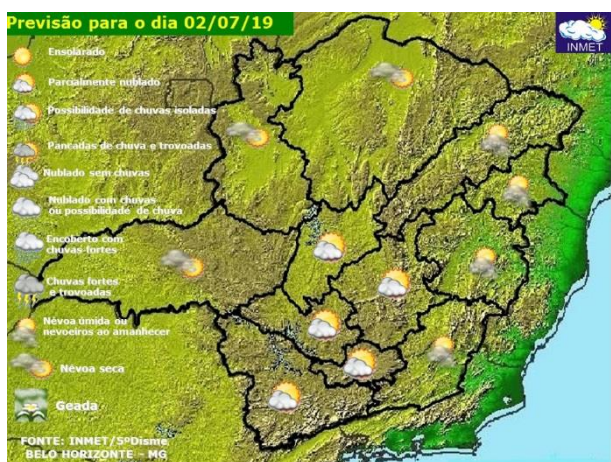 Previsão para o dia 02/07/19
INMET
Ensolarado
Parcialmente nublado
Possibilidade de chuvas isoladas
Pancadas de chuva e trovoadas
Nublado sem chuvas
Nublado com chuvas
ou possibilidade de chuva
Encoberto com
chuvas fortes
Chuvas fortes
e trovoadas
Névoa úmida ou
nevoeiros ao amanhecer
Névoa seca
Geada
FONTE: INMET/5ºDisme
BELO HORIZONTE - MG